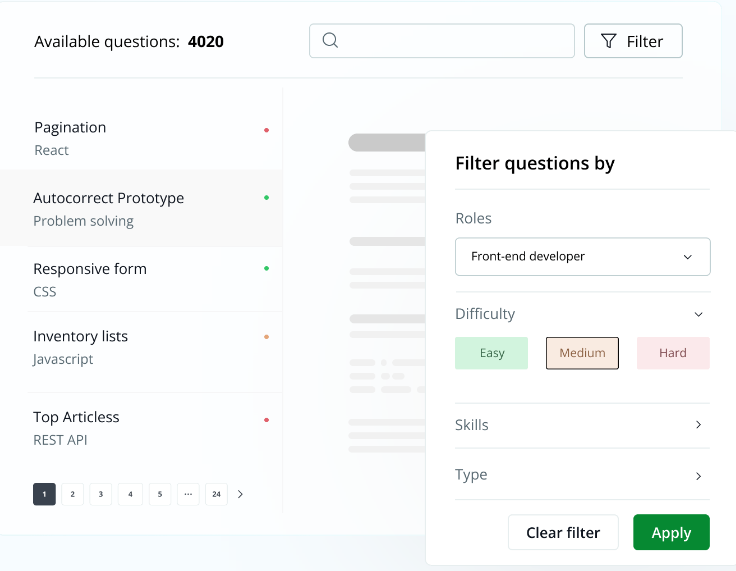 Available questions: 4020
Filter
Pagination
React
Autocorrect Prototype
Problem solving
Responsive form
CSS
Inventory lists
Javascript
Top Articless
REST API
1 2 3 4 5 ... 24
Filter questions by
Roles
Front-end developer
Difficulty
Easy Medium Hard
Skills
Type
Clear filter Apply